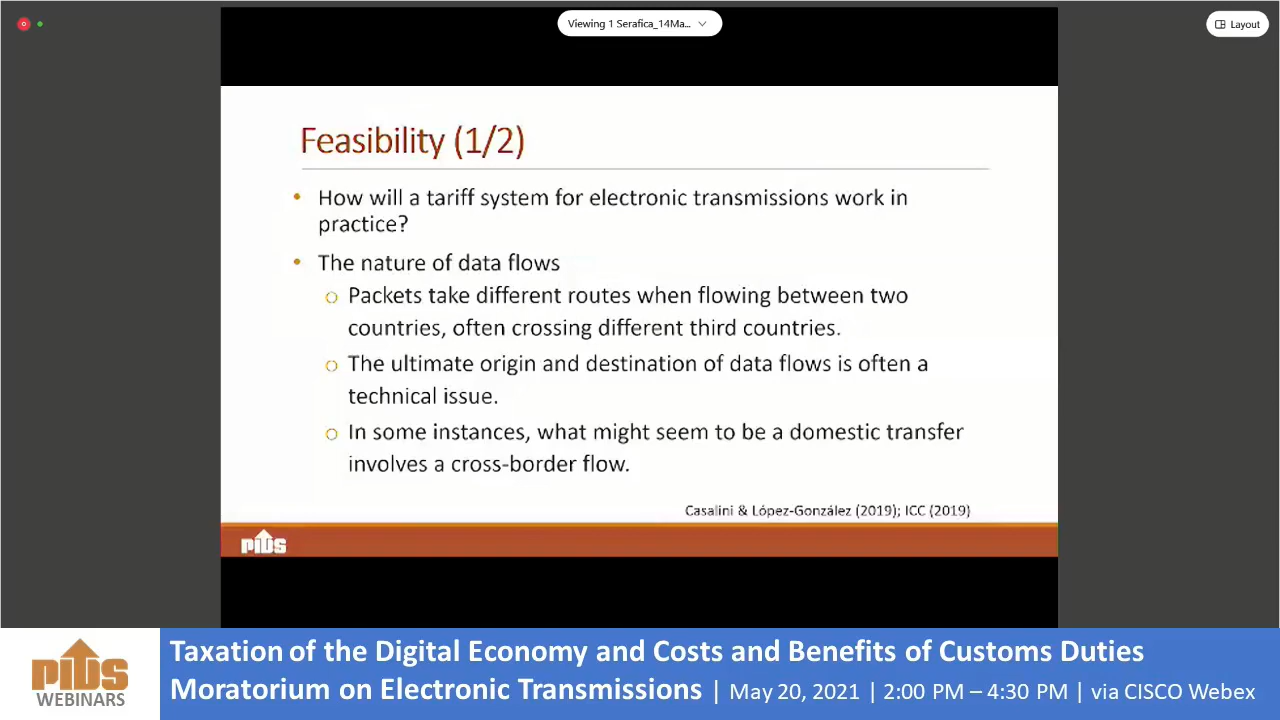 Viewing 1 Serafica_14Ma...
Layout
Feasibility (1/2)
• How will a tariff system for electronic transmissions work in
practice?
• The nature of data flows
○ Packets take different routes when flowing between two
countries, often crossing different third countries.
○ The ultimate origin and destination of data flows is often a
technical issue.
○ In some instances, what might seem to be a domestic transfer
involves a cross-border flow.
Casalini & López-González (2019); ICC (2019)
PIDS
PIDS
WEBINARS
Taxation of the Digital Economy and Costs and Benefits of Customs Duties
Moratorium on Electronic Transmissions | May 20, 2021 | 2:00 PM – 4:30 PM | via CISCO Webex